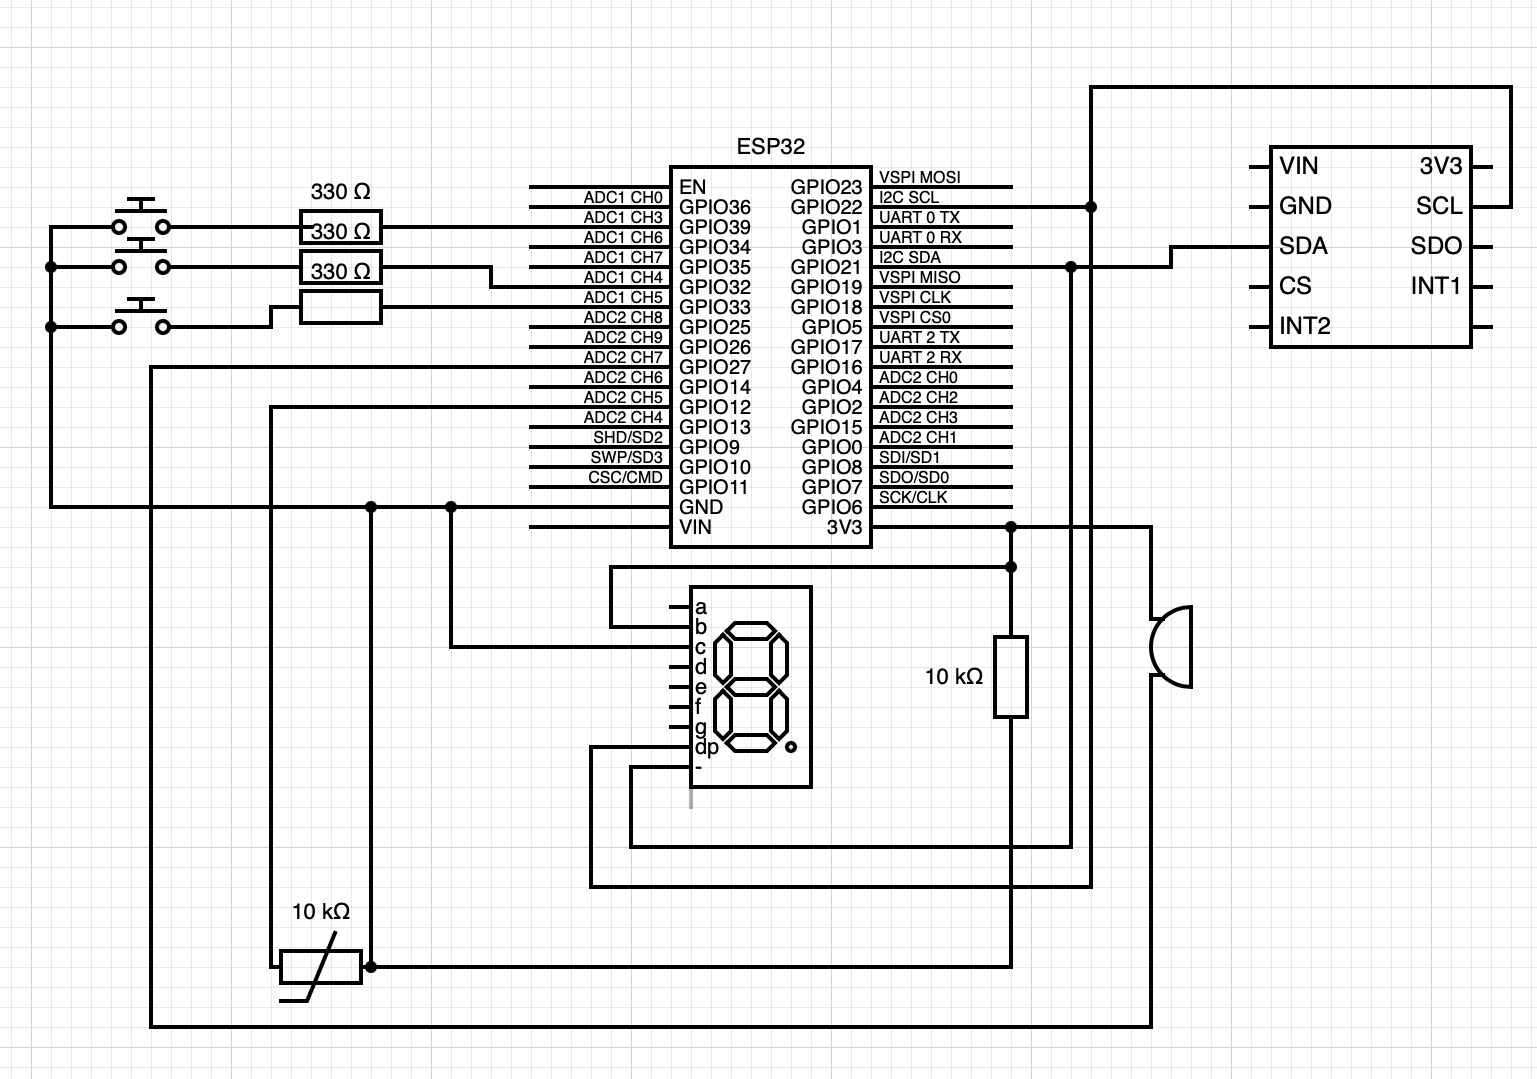 ESP32
330 Ω
330 Ω
330 Ω
EN
ADC1 CH0
GPIO36
ADC1 CH3
GPIO39
ADC1 CH6
GPIO34
ADC1 CH7
GPIO35
ADC1 CH4
GPIO32
ADC1 CH5
GPIO33
ADC2 CH8
GPIO25
ADC2 CH9
GPIO26
ADC2 CH7
GPIO27
ADC2 CH6
GPIO14
ADC2 CH5
GPIO12
ADC2 CH4
GPIO13
SHD/SD2
GPIO9
SWP/SD3
GPIO10
CSC/CMD
GPIO11
GND
VIN
VSPI MOSI
GPIO23
I2C SCL
GPIO22
UART 0 TX
GPIO1
UART 0 RX
GPIO3
I2C SDA
GPIO21
VSPI MISO
GPIO19
VSPI CLK
GPIO18
VSPI CS0
GPIO5
UART 2 TX
GPIO17
UART 2 RX
GPIO16
ADC2 CH0
GPIO4
ADC2 CH2
GPIO2
ADC2 CH3
GPIO15
ADC2 CH1
GPIO0
SDI/SD1
GPIO8
SDO/SD0
GPIO7
SCK/CLK
GPIO6
3V3
VIN 3V3
GND SCL
SDA SDO
CS INT1
INT2
a
b
c
d
e
f
g
dp
-
10 kΩ
10 kΩ